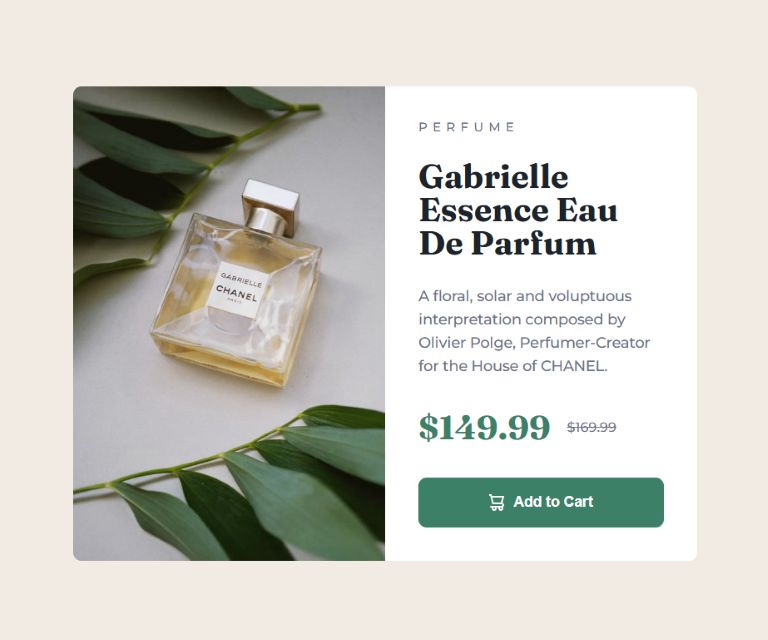 GABRIELLE
CHANEL
PARIS
PERFUME
Gabrielle
Essence Eau
De Parfum
A floral, solar and voluptuous
interpretation composed by
Olivier Polge, Perfumer-Creator
for the House of CHANEL.
$149.99 $169.99
Add to Cart